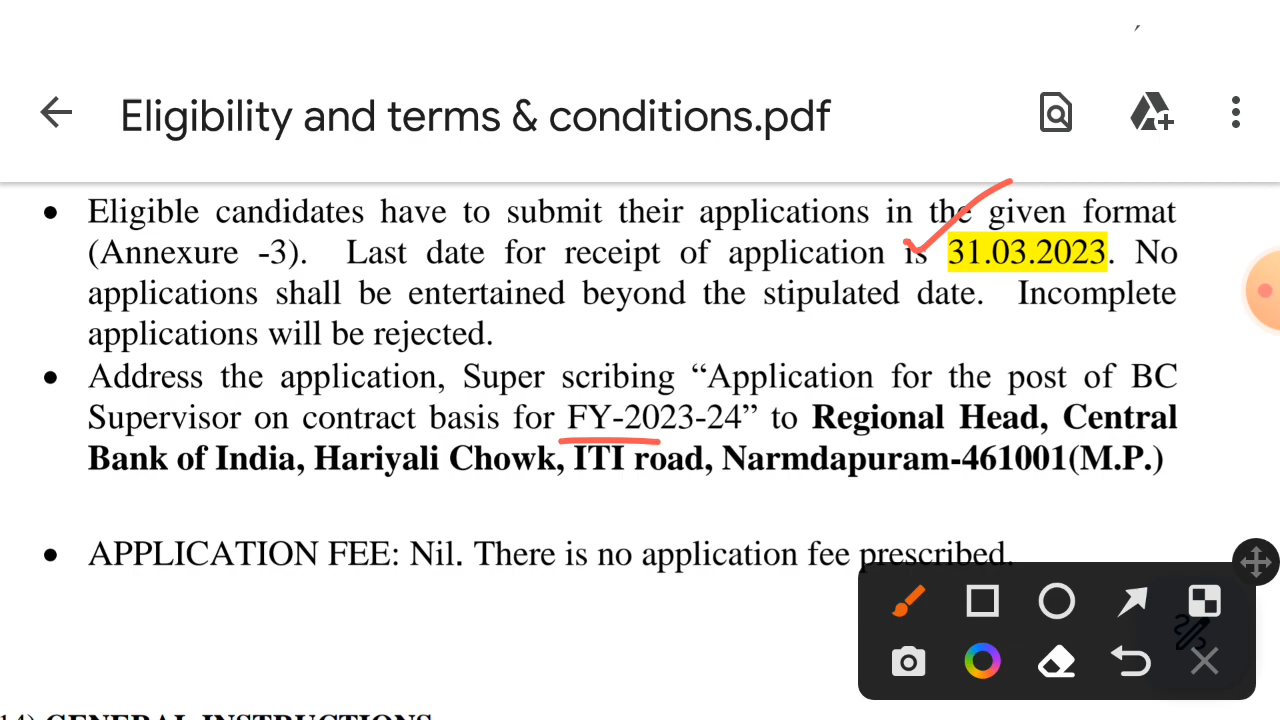 Eligibility and terms & conditions.pdf
• Eligible candidates have to submit their applications in the given format
(Annexure -3). Last date for receipt of application is 31.03.2023. No
applications shall be entertained beyond the stipulated date. Incomplete
applications will be rejected.
• Address the application, Super scribing “Application for the post of BC
Supervisor on contract basis for FY-2023-24” to Regional Head, Central
Bank of India, Hariyali Chowk, ITI road, Narmdapuram-461001(M.P.)
• APPLICATION FEE: Nil. There is no application fee prescribed.
14) GENERAL INSTRUCTIONS